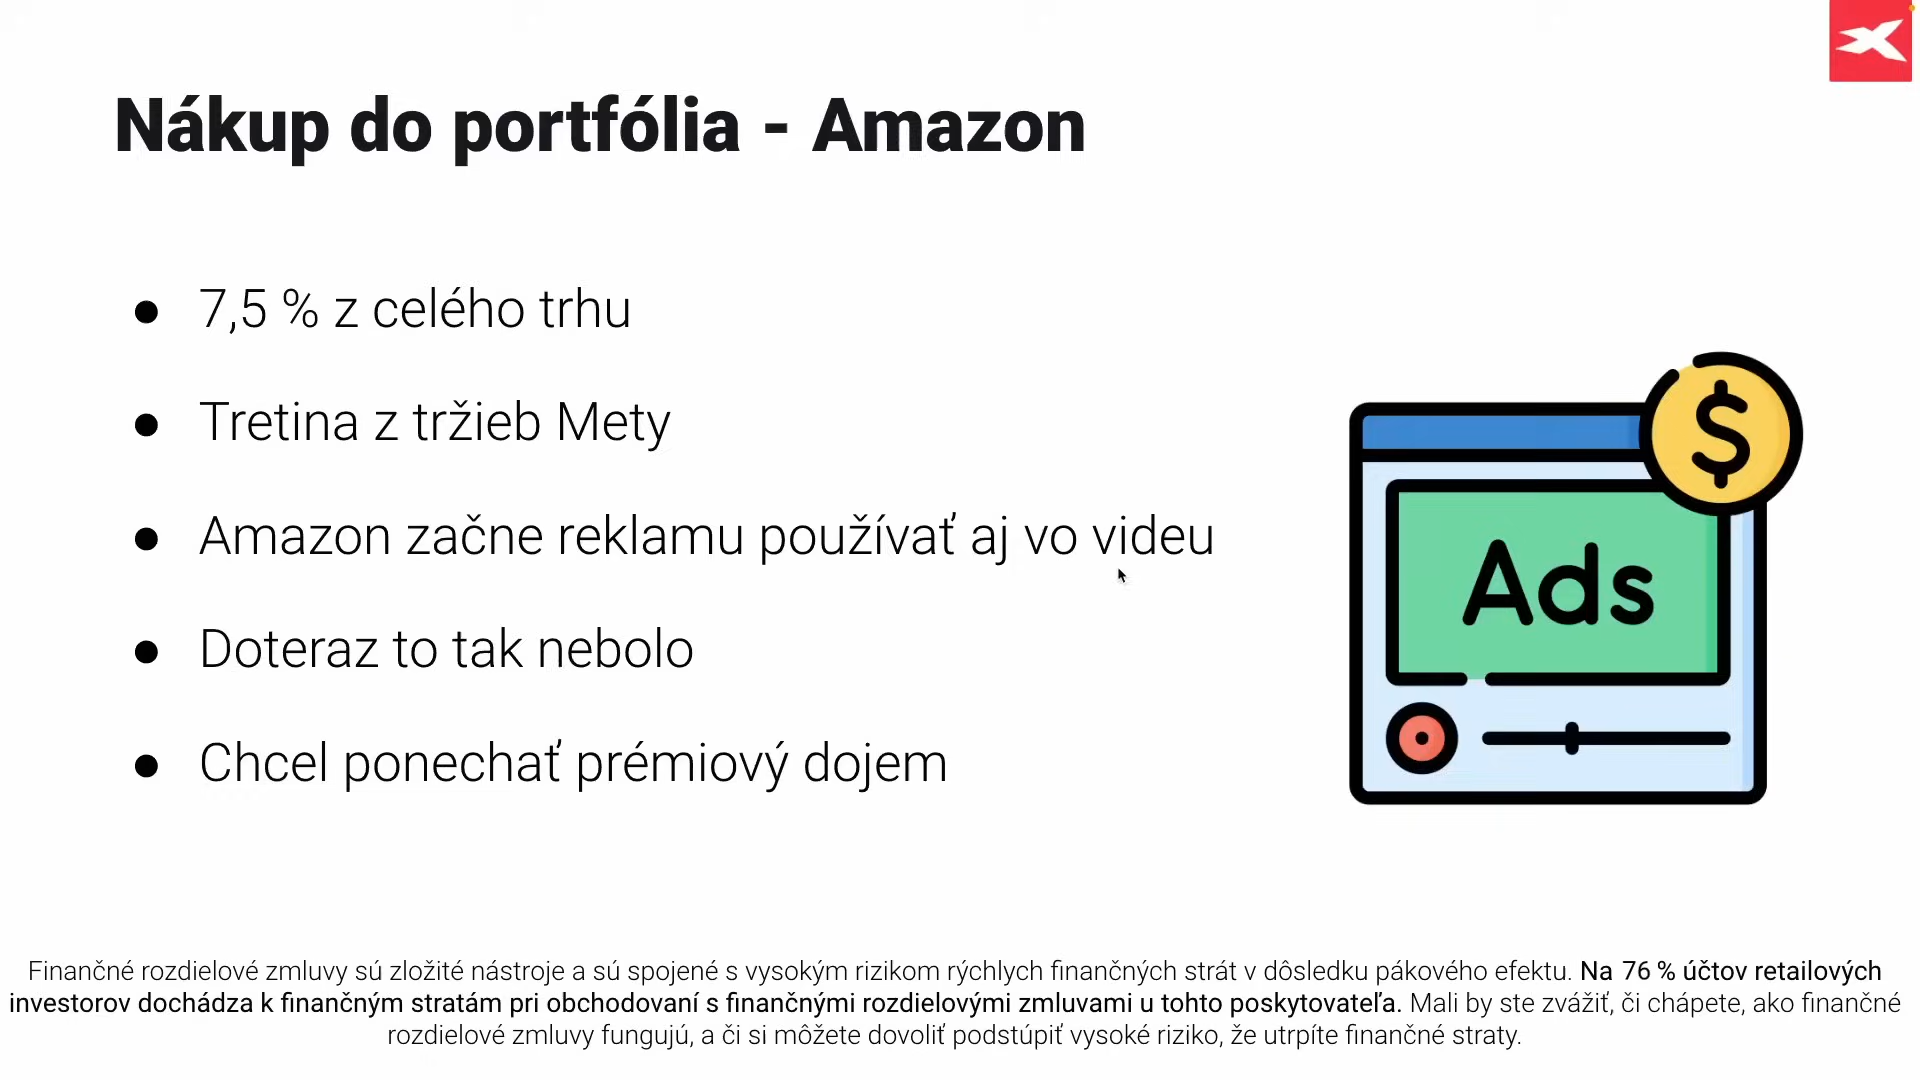 Nákup do portfólia - Amazon
● 7,5 % z celého trhu
● Tretina z tržieb Mety
● Amazon začne reklamu používať aj vo videu
● Doteraz to tak nebolo
● Chcel ponechať prémiový dojem
$
Ads
Finančné rozdielové zmluvy sú zložité nástroje a sú spojené s vysokým rizikom rýchlych finančných strát v dôsledku pákového efektu. Na 76 % účtov retailových
investorov dochádza k finančným stratám pri obchodovaní s finančnými rozdielovými zmluvami u tohto poskytovateľa. Mali by ste zvážiť, či chápete, ako finančné
rozdielové zmluvy fungujú, a či si môžete dovoliť podstúpiť vysoké riziko, že utrpíte finančné straty.